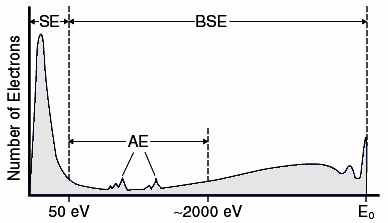 SE BSE
Number of Electrons
AE
50 eV ~2000 eV E₀